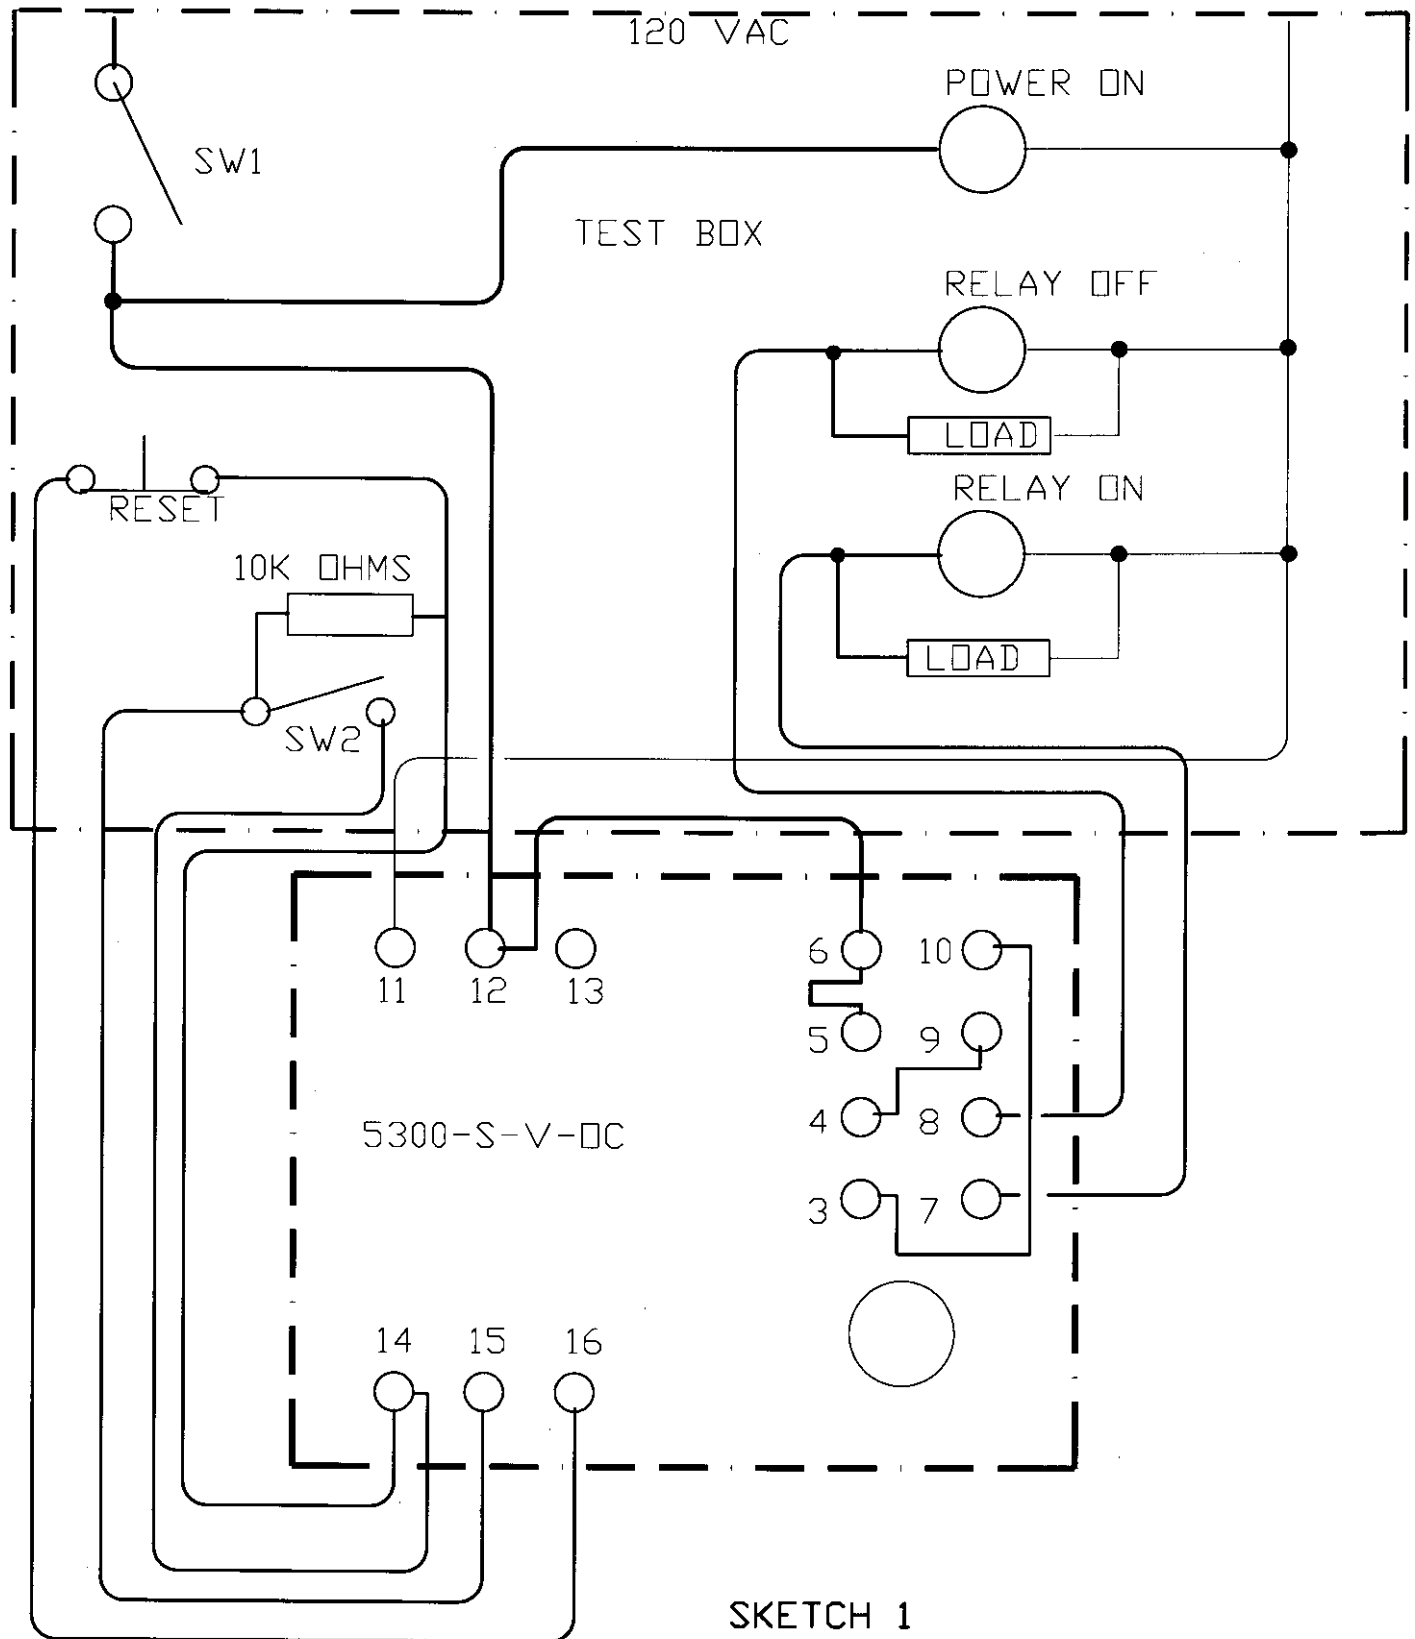 120 VAC
POWER ON
SW1
TEST BOX
RELAY OFF
LOAD
RELAY ON
RESET
10K OHMS
LOAD
SW2
6 10
11 12 13
5 9
4 8
5300-S-V-OC
3 7
14 15 16
SKETCH 1